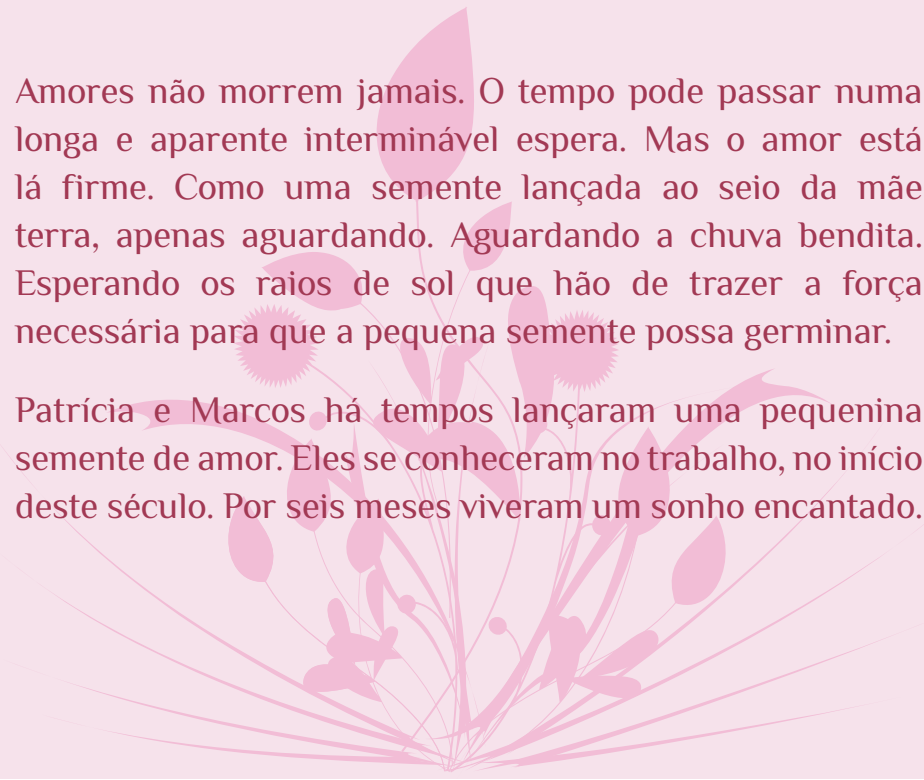 Amores não morrem jamais. O tempo pode passar numa
longa e aparente interminável espera. Mas o amor está
lá firme. Como uma semente lançada ao seio da mãe
terra, apenas aguardando. Aguardando a chuva bendita.
Esperando os raios de sol que hão de trazer a força
necessária para que a pequena semente possa germinar.
Patrícia e Marcos há tempos lançaram uma pequenina
semente de amor. Eles se conheceram no trabalho, no início
deste século. Por seis meses viveram um sonho encantado.